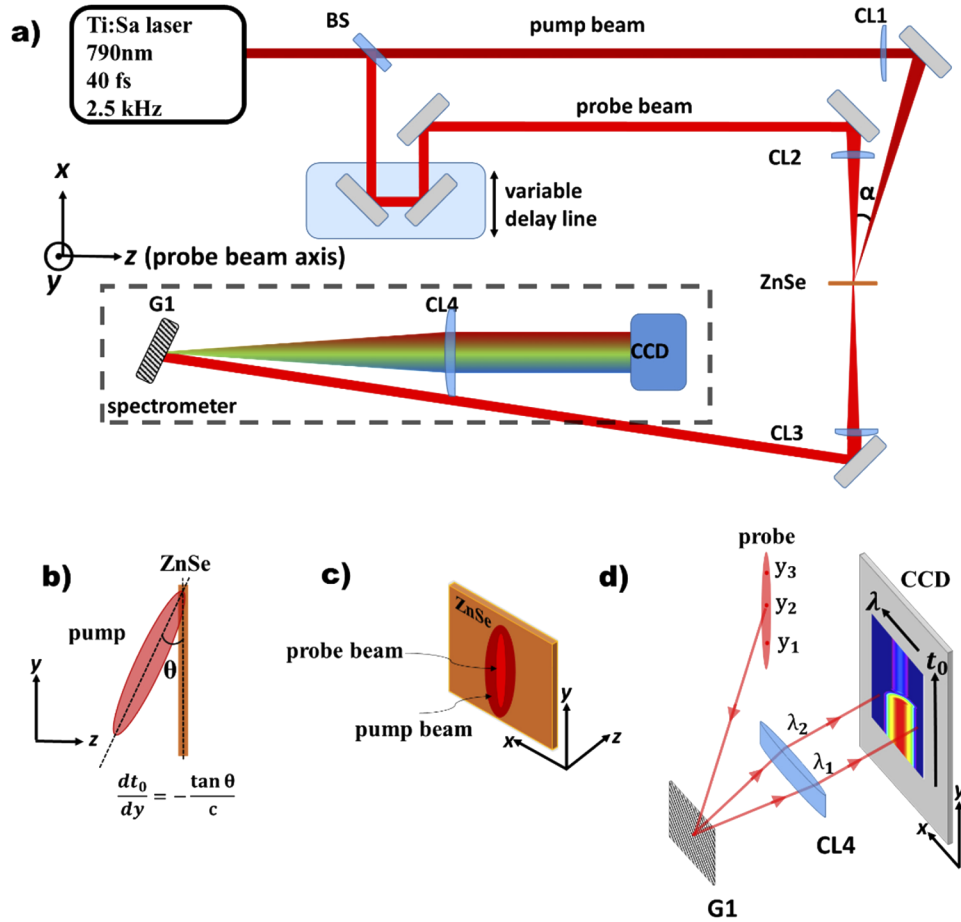 a)
Ti:Sa laser
790nm
40 fs
2.5 kHz
BS
pump beam
CL1
probe beam
CL2
α
variable
delay line
x
y
z (probe beam axis)
ZnSe
G1
CL4
CCD
spectrometer
CL3
b)
ZnSe
pump
θ
y
z
dt₀/dy = − tan θ/c
c)
ZnSe
probe beam
pump beam
y
x
z
d)
probe
y₃
y₂
y₁
CCD
λ
t₀
λ₂
λ₁
CL4
G1
y
x